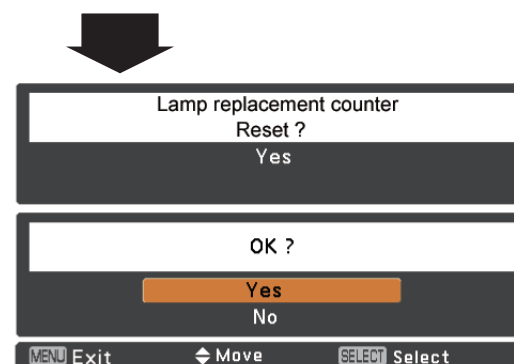 Lamp replacement counter
Reset ?
Yes
OK ?
Yes
No
MENU Exit Move SELECT Select